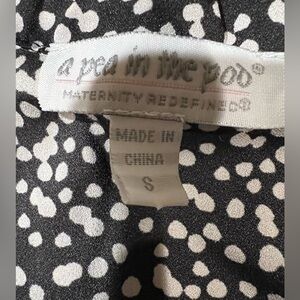 a pea in the pod®
MATERNITY REDEFINED®
MADE IN
CHINA
S